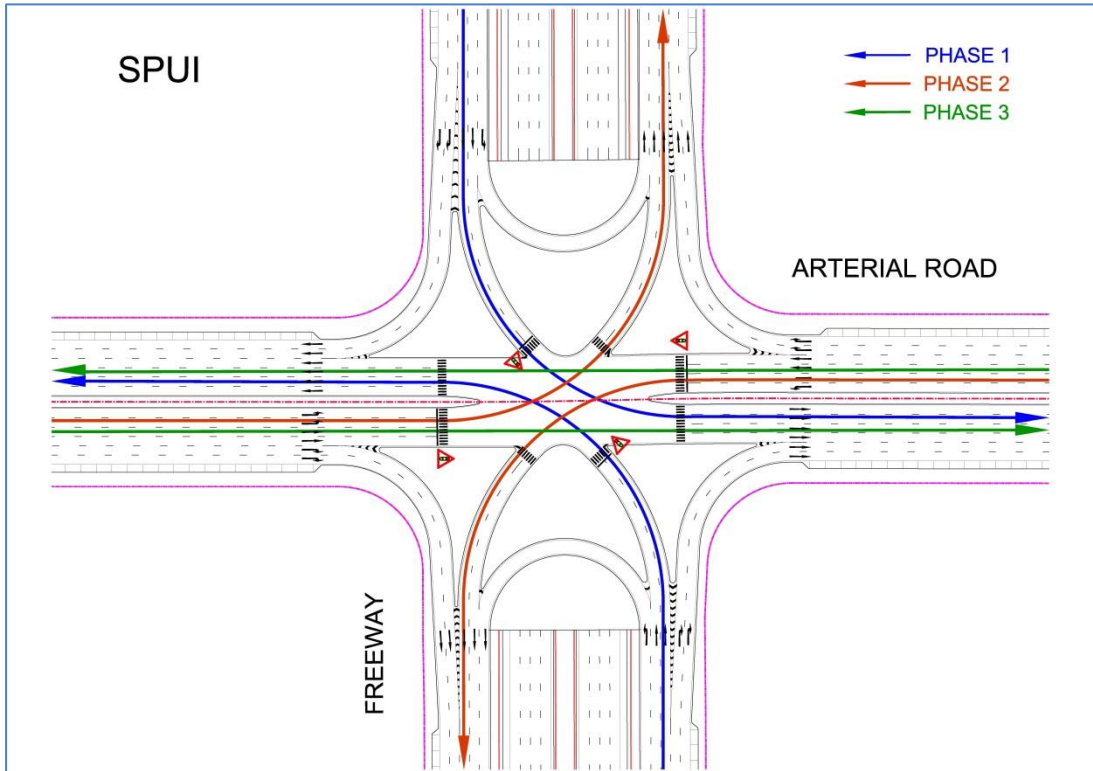 SPUI
PHASE 1
PHASE 2
PHASE 3
ARTERIAL ROAD
FREEWAY